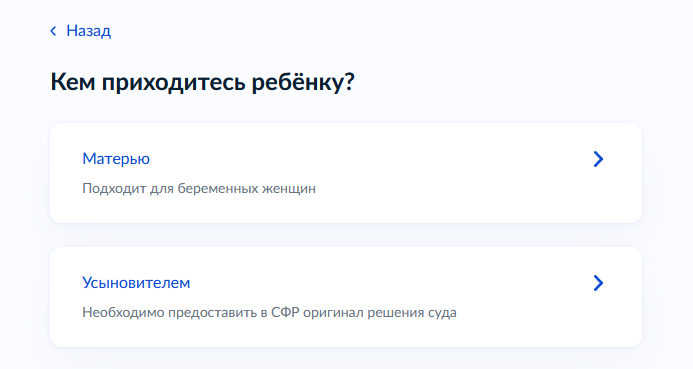 Назад
Кем приходитесь ребёнку?
Матерью
Подходит для беременных женщин
Усыновителем
Необходимо предоставить в СФР оригинал решения суда